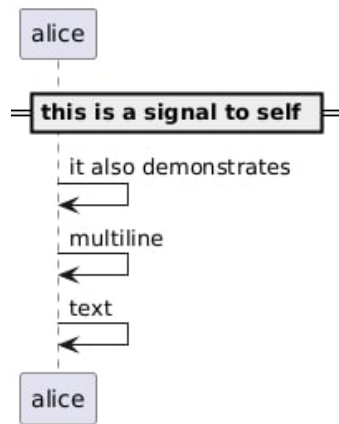 alice
this is a signal to self
it also demonstrates
multiline
text
alice